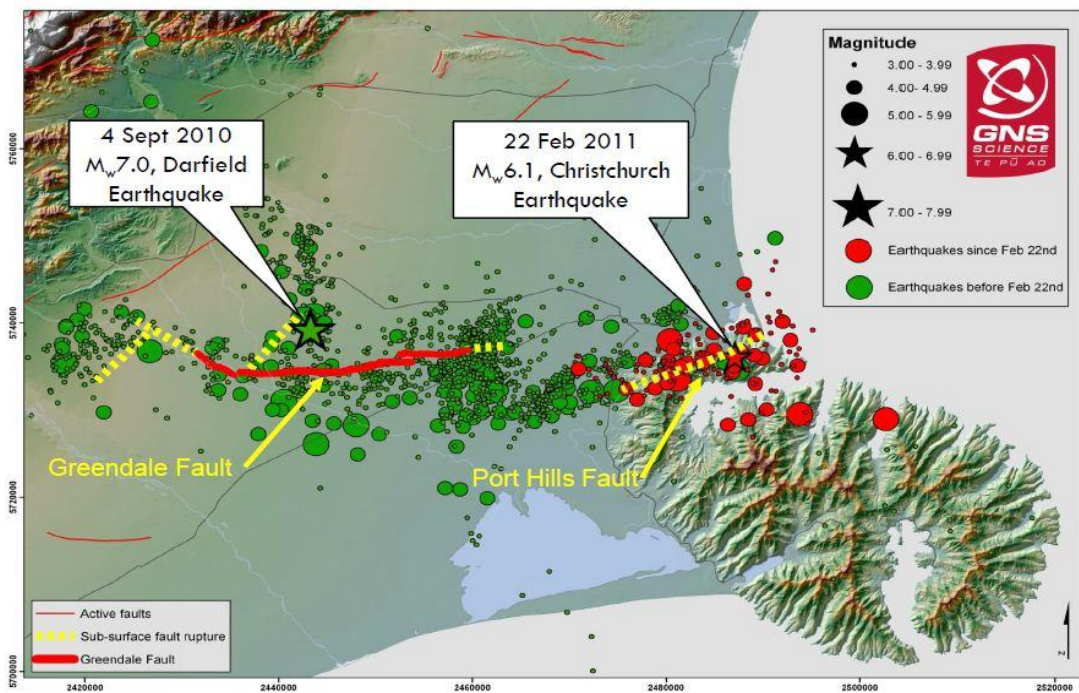 4 Sept 2010
Mw7.0, Darfield
Earthquake
22 Feb 2011
Mw6.1, Christchurch
Earthquake
Magnitude
3.00 - 3.99
4.00 - 4.99
5.00 - 5.99
6.00 - 6.99
7.00 - 7.99
Earthquakes since Feb 22nd
Earthquakes before Feb 22nd
GNS
SCIENCE
TE PŪ AO
Greendale Fault
Port Hills Fault
Active faults
Sub-surface fault rupture
Greendale Fault
5760000
5740000
5720000
5700000
2420000
2440000
2460000
2480000
2500000
2520000
z